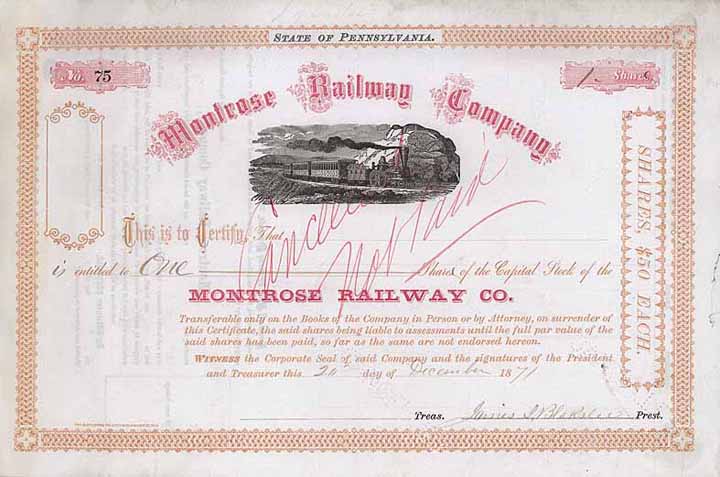 STATE OF PENNSYLVANIA.
No. 75
1 Share
Montrose Railway Company
This is to Certify, That
is entitled to One Shares of the Capital Stock of the
MONTROSE RAILWAY CO.
Cancelled
Not Paid
Transferable only on the Books of the Company in Person or by Attorney, on surrender of
this Certificate, the said shares being liable to assessments until the full par value of the
said shares has been paid, so far as the same are not endorsed hereon.
WITNESS the Corporate Seal of said Company and the signatures of the President
and Treasurer this day of December 1871
Treas. James I Blakslee Prest.
SHARES $50 EACH.